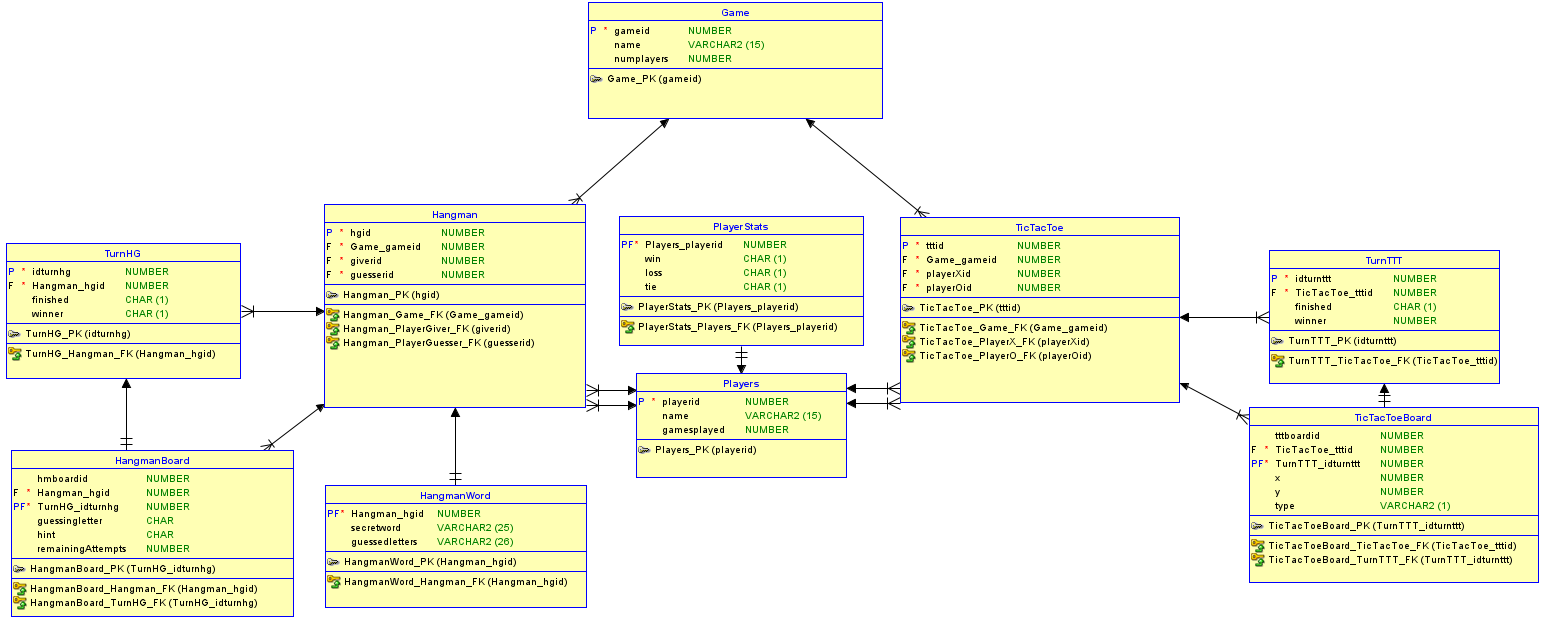 Game
P * gameid NUMBER
name VARCHAR2 (15)
numplayers NUMBER
Game_PK (gameid)
Hangman
P * hgid NUMBER
F * Game_gameid NUMBER
F * giverid NUMBER
F * guesserid NUMBER
Hangman_PK (hgid)
Hangman_Game_FK (Game_gameid)
Hangman_PlayerGiver_FK (giverid)
Hangman_PlayerGuesser_FK (guesserid)
PlayerStats
PF* Players_playerid NUMBER
win CHAR (1)
loss CHAR (1)
tie CHAR (1)
PlayerStats_PK (Players_playerid)
PlayerStats_Players_FK (Players_playerid)
TicTacToe
P * tttid NUMBER
F * Game_gameid NUMBER
F * playerXid NUMBER
F * playerOid NUMBER
TicTacToe_PK (tttid)
TicTacToe_Game_FK (Game_gameid)
TicTacToe_PlayerX_FK (playerXid)
TicTacToe_PlayerO_FK (playerOid)
TurnHG
P * idturnhg NUMBER
F * Hangman_hgid NUMBER
finished CHAR (1)
winner CHAR (1)
TurnHG_PK (idturnhg)
TurnHG_Hangman_FK (Hangman_hgid)
TurnTTT
P * idturnttt NUMBER
F * TicTacToe_tttid NUMBER
finished CHAR (1)
winner NUMBER
TurnTTT_PK (idturnttt)
TurnTTT_TicTacToe_FK (TicTacToe_tttid)
Players
P * playerid NUMBER
name VARCHAR2 (15)
gamesplayed NUMBER
Players_PK (playerid)
HangmanBoard
hmboardid NUMBER
F * Hangman_hgid NUMBER
PF* TurnHG_idturnhg NUMBER
guessingletter CHAR
hint CHAR
remainingAttempts NUMBER
HangmanBoard_PK (TurnHG_idturnhg)
HangmanBoard_Hangman_FK (Hangman_hgid)
HangmanBoard_TurnHG_FK (TurnHG_idturnhg)
HangmanWord
PF* Hangman_hgid NUMBER
secretword VARCHAR2 (25)
guessedletters VARCHAR2 (26)
HangmanWord_PK (Hangman_hgid)
HangmanWord_Hangman_FK (Hangman_hgid)
TicTacToeBoard
tttboardid NUMBER
F * TicTacToe_tttid NUMBER
PF* TurnTTT_idturnttt NUMBER
x NUMBER
y NUMBER
type VARCHAR2 (1)
TicTacToeBoard_PK (TurnTTT_idturnttt)
TicTacToeBoard_TicTacToe_FK (TicTacToe_tttid)
TicTacToeBoard_TurnTTT_FK (TurnTTT_idturnttt)